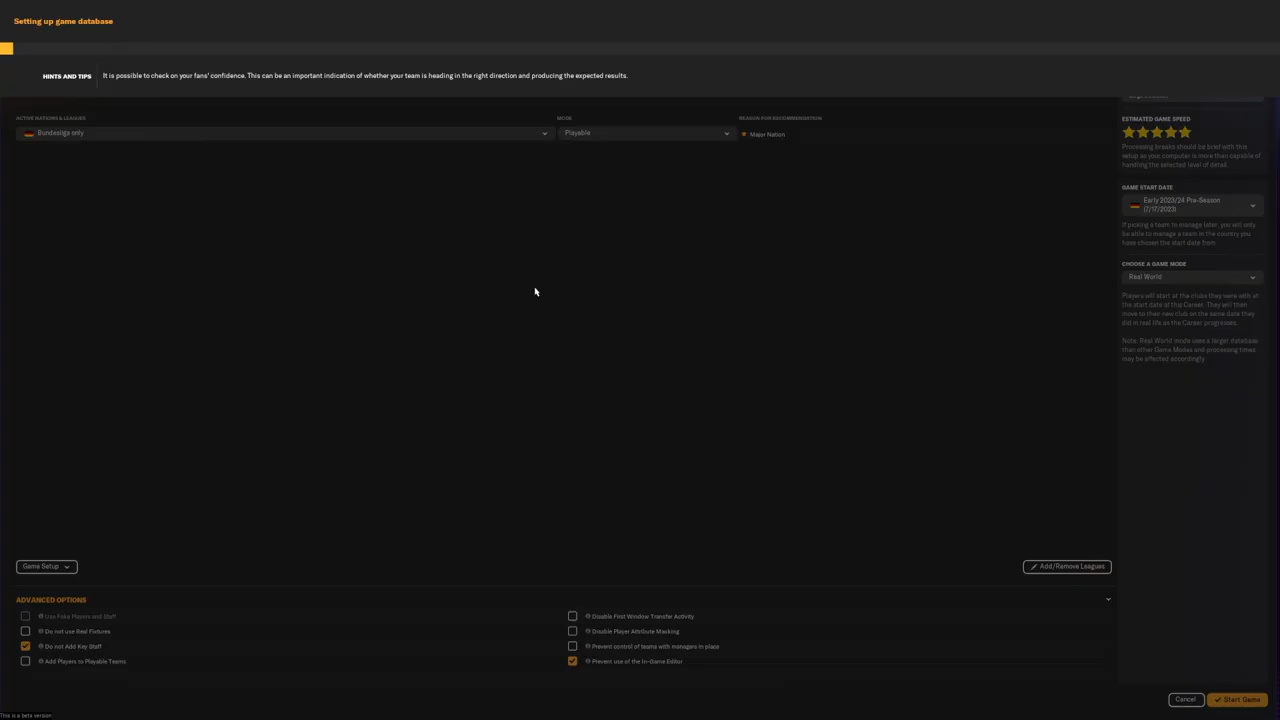 Setting up game database
HINTS AND TIPS
It is possible to check on your fans' confidence. This can be an important indication of whether your team is heading in the right direction and producing the expected results.
ACTIVE NATIONS & LEAGUES
MODE
REASON FOR RECOMMENDATION
Bundesliga only
Playable
Major Nation
ESTIMATED GAME SPEED
Processing breaks should be brief with this
setup as your computer is more than capable of
handling the selected level of detail.
GAME START DATE
Early 2023/24 Pre-Season
(7/17/2023)
If picking a team to manage later, you will only
be able to manage a team in the country you
have chosen the start date from.
CHOOSE A GAME MODE
Real World
Players will start at the clubs they were with at
the start date of this Career. They will then
move to their new club on the same date they
did in real life as the Career progresses.
Note: Real World mode uses a larger database
than other Game Modes and processing times
may be affected accordingly.
Game Setup
Add/Remove Leagues
ADVANCED OPTIONS
Use Fake Players and Staff
Do not use Real Fixtures
Do not Add Key Staff
Add Players to Playable Teams
Disable First Window Transfer Activity
Disable Player Attribute Masking
Prevent control of teams with managers in place
Prevent use of the In-Game Editor
Cancel
Start Game
This is a beta version